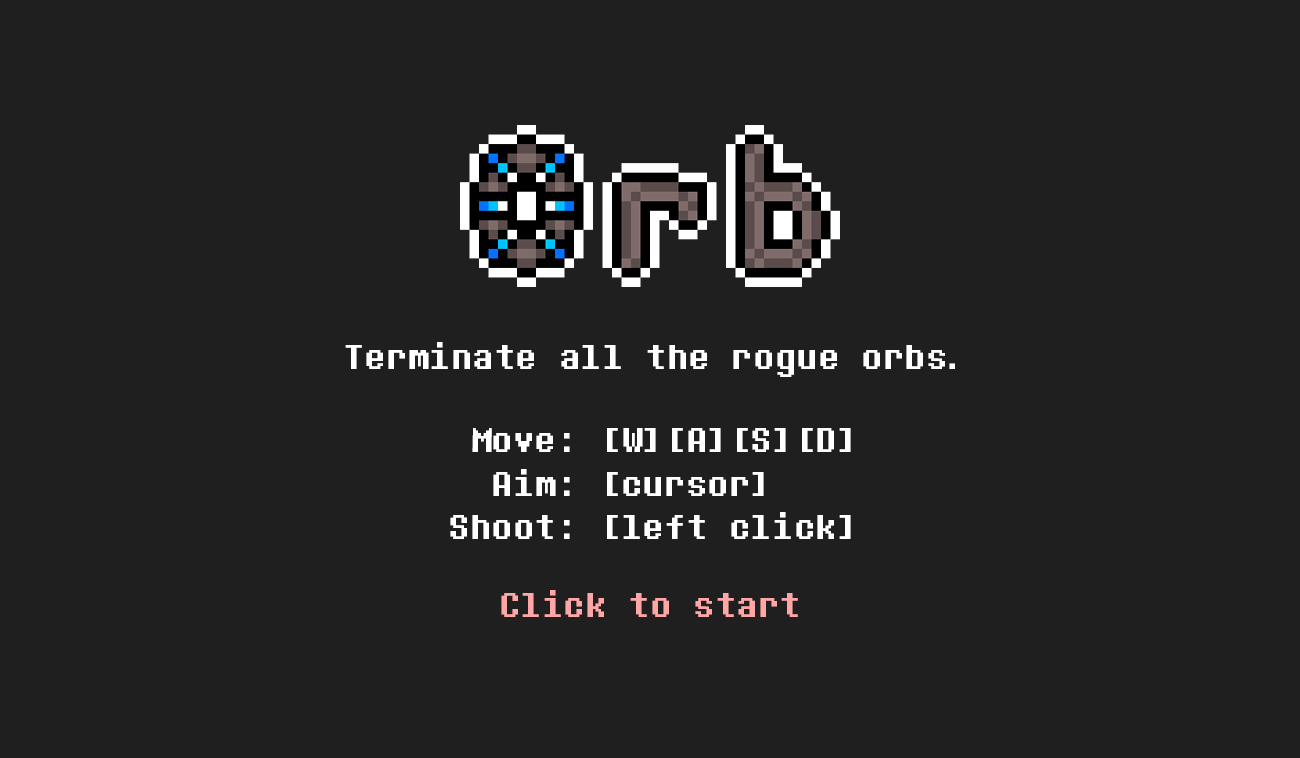 Orb
Terminate all the rogue orbs.
Move: [W][A][S][D]
Aim: [cursor]
Shoot: [left click]
Click to start